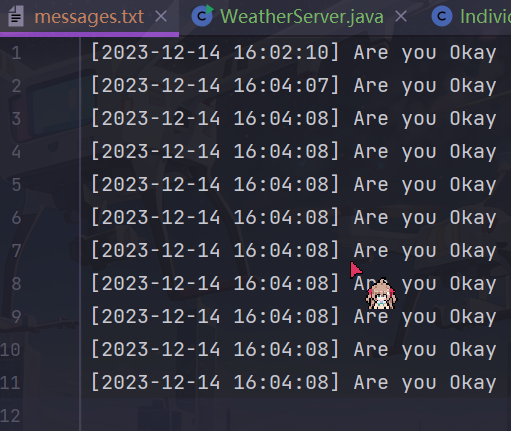 messages.txt WeatherServer.java Indivi
1 [2023-12-14 16:02:10] Are you Okay
2 [2023-12-14 16:04:07] Are you Okay
3 [2023-12-14 16:04:08] Are you Okay
4 [2023-12-14 16:04:08] Are you Okay
5 [2023-12-14 16:04:08] Are you Okay
6 [2023-12-14 16:04:08] Are you Okay
7 [2023-12-14 16:04:08] Are you Okay
8 [2023-12-14 16:04:08] Are you Okay
9 [2023-12-14 16:04:08] Are you Okay
10 [2023-12-14 16:04:08] Are you Okay
11 [2023-12-14 16:04:08] Are you Okay
12